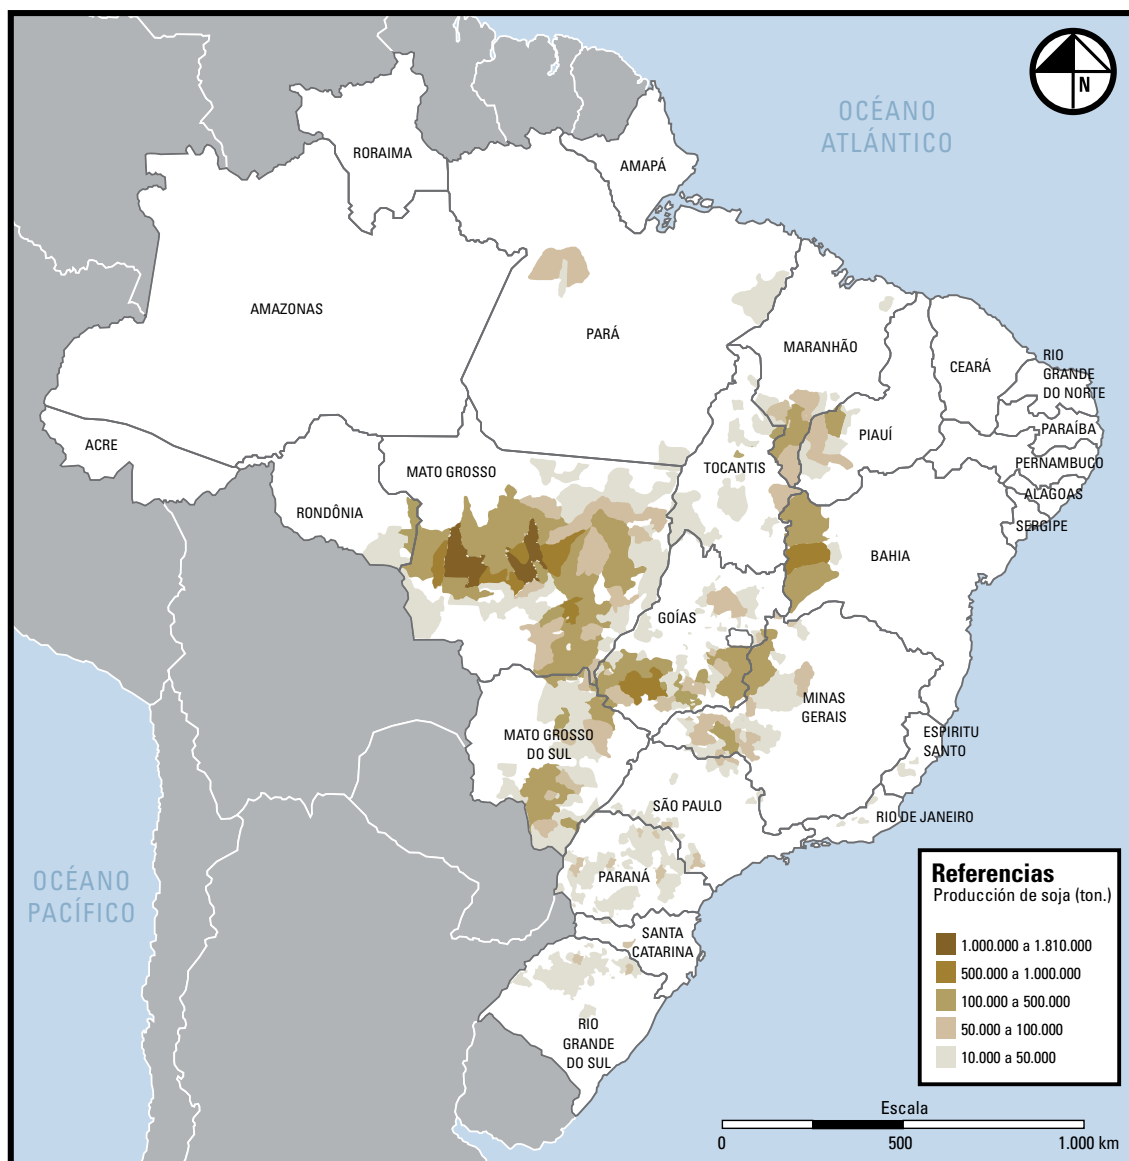 N
OCÉANO
ATLÁNTICO
RORAIMA
AMAPÁ
AMAZONAS
PARÁ
MARANHÃO
CEARÁ
RIO
GRANDE
DO NORTE
PARAÍBA
PIAUÍ
PERNAMBUCO
ACRE
MATO GROSSO
TOCANTIS
ALAGOAS
RONDÔNIA
SERGIPE
BAHIA
GOÍAS
MINAS
GERAIS
ESPIRITU
SANTO
MATO GROSSO
DO SUL
SÃO PAULO
RIO DE JANEIRO
OCÉANO
PACÍFICO
PARANÁ
SANTA
CATARINA
RIO
GRANDE
DO SUL
Referencias
Producción de soja (ton.)
1.000.000 a 1.810.000
500.000 a 1.000.000
100.000 a 500.000
50.000 a 100.000
10.000 a 50.000
Escala
0 500 1.000 km